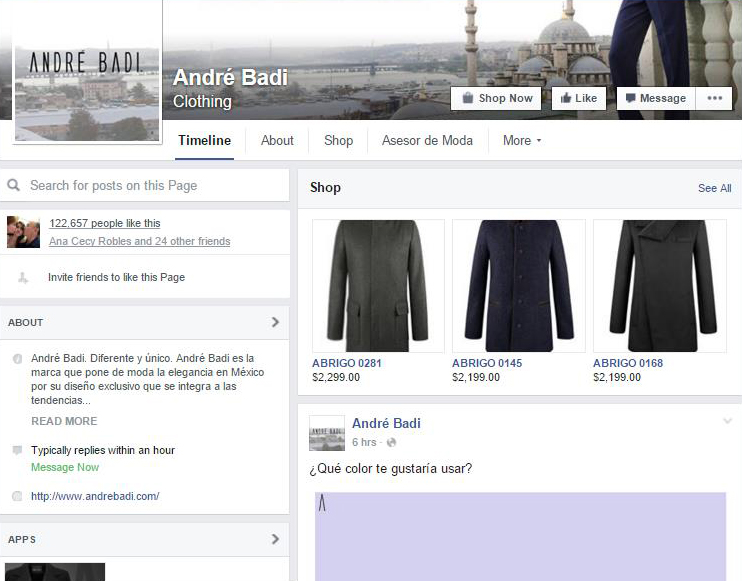 ANDRÉ BADI
André Badi
Clothing
Shop Now
Like
Message
•••
Timeline
About
Shop
Asesor de Moda
More
Search for posts on this Page
122,657 people like this
Ana Cecy Robles and 24 other friends
Invite friends to like this Page
ABOUT
André Badi. Diferente y único. André Badi es la
marca que pone de moda la elegancia en México
por su diseño exclusivo que se integra a las
tendencias...
READ MORE
Typically replies within an hour
Message Now
http://www.andrebadi.com/
APPS
Shop
See All
ABRIGO 0281
$2,299.00
ABRIGO 0145
$2,199.00
ABRIGO 0168
$2,199.00
ANDRÉ BADI
André Badi
6 hrs ·
¿Qué color te gustaría usar?